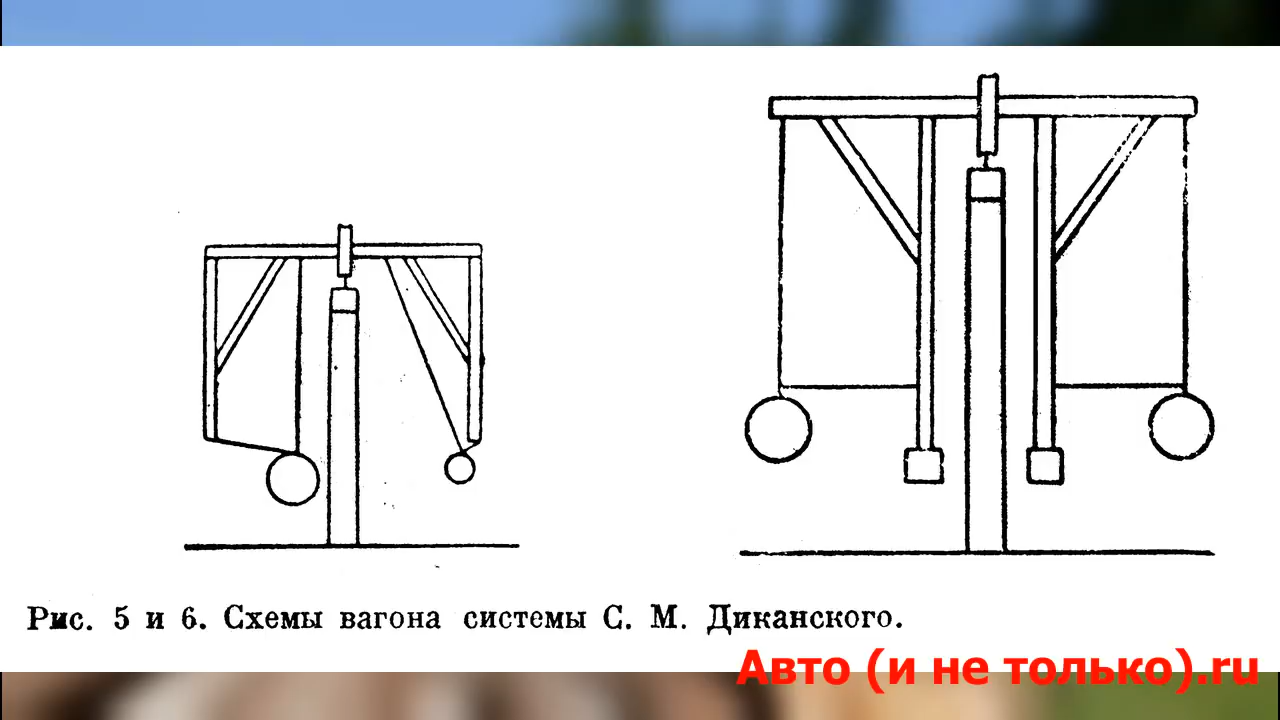 Рис. 5 и 6. Схемы вагона системы С. М. Диканского.
Авто (и не только).ru